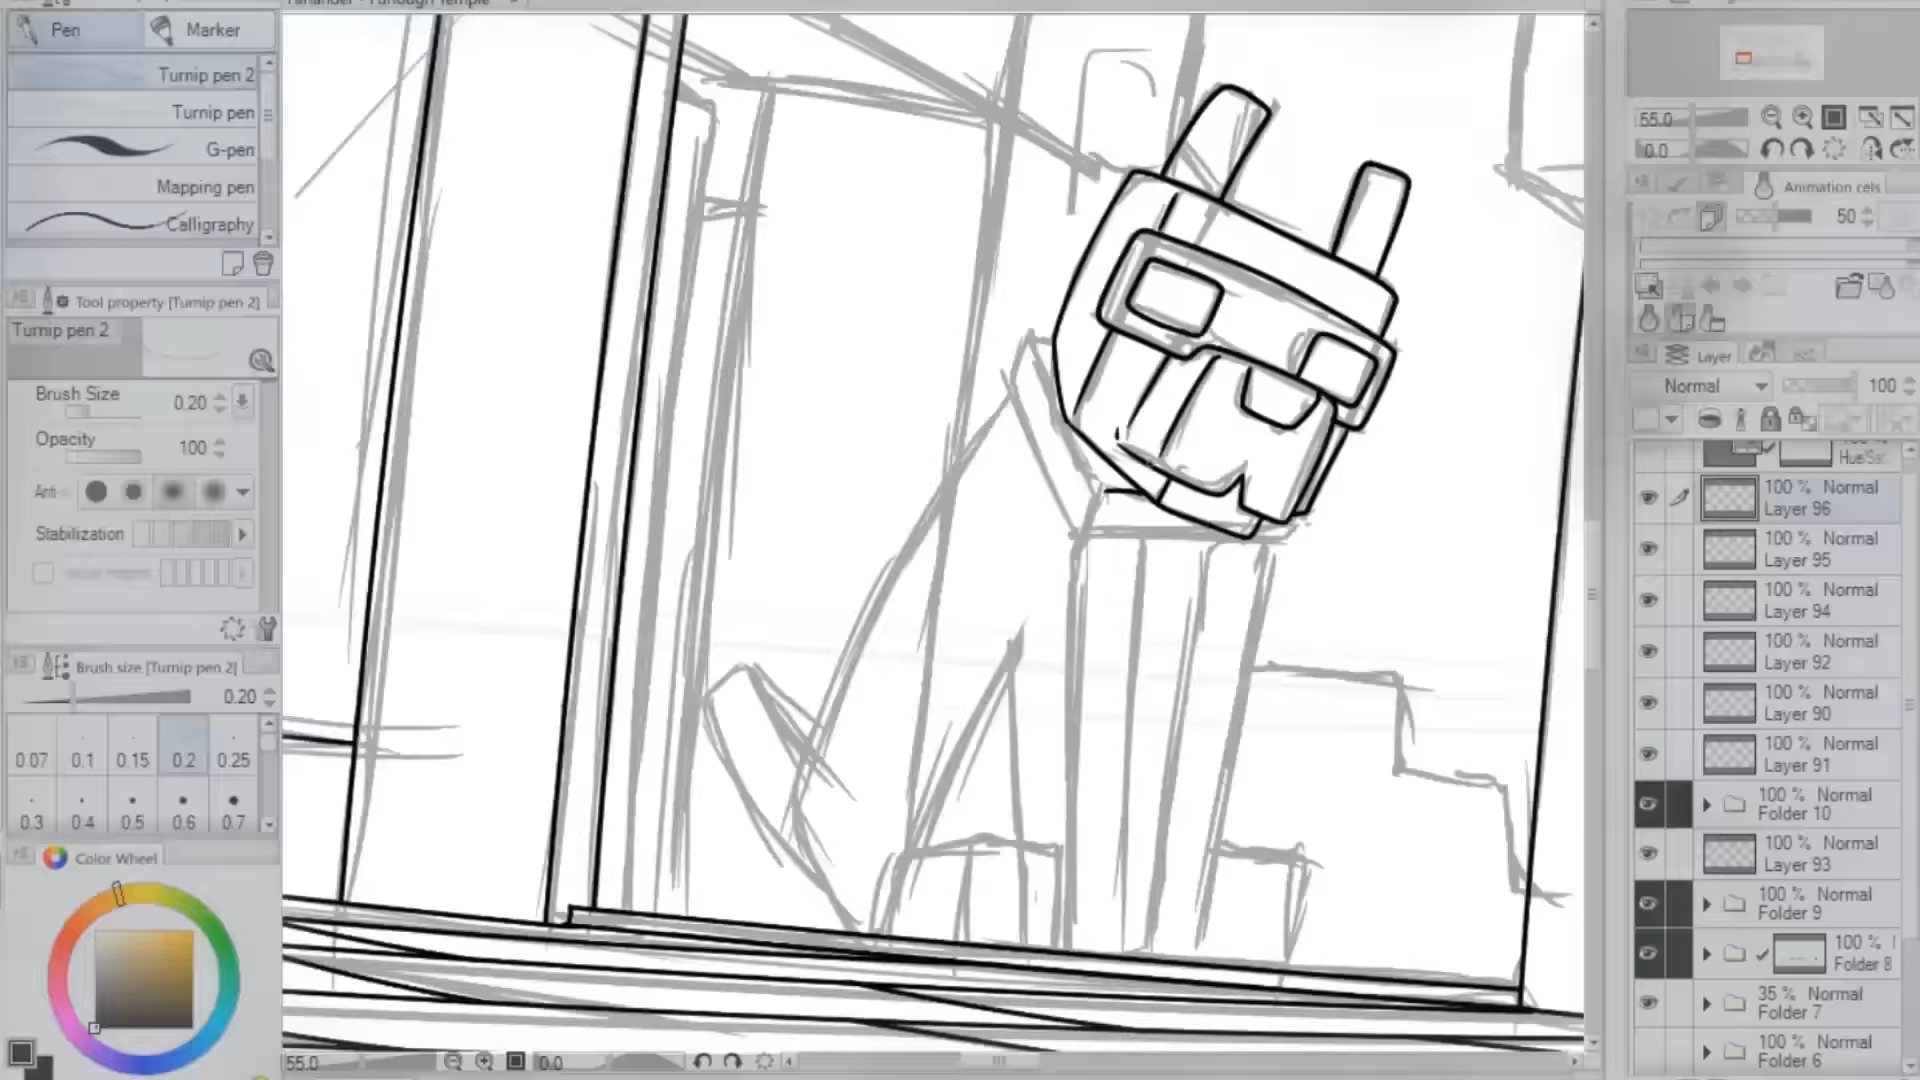 Pen
Marker
Turnip pen 2
Turnip pen
G-pen
Mapping pen
Calligraphy
Tool property [Turnip pen 2]
Turnip pen 2
Brush Size
0.20
Opacity
100
Anti-
Stabilization
Brush size [Turnip pen 2]
0.20
0.07 0.1 0.15 0.2 0.25
0.3 0.4 0.5 0.6 0.7
Color Wheel
55.0
0.0
55.0
0.0
Animation cels
50
Layer
Normal
100
Hue/Sat
100 % Normal
Layer 96
100 % Normal
Layer 95
100 % Normal
Layer 94
100 % Normal
Layer 92
100 % Normal
Layer 90
100 % Normal
Layer 91
100 % Normal
Folder 10
100 % Normal
Layer 93
100 % Normal
Folder 9
100 %
Folder 8
35 % Normal
Folder 7
100 % Normal
Folder 6